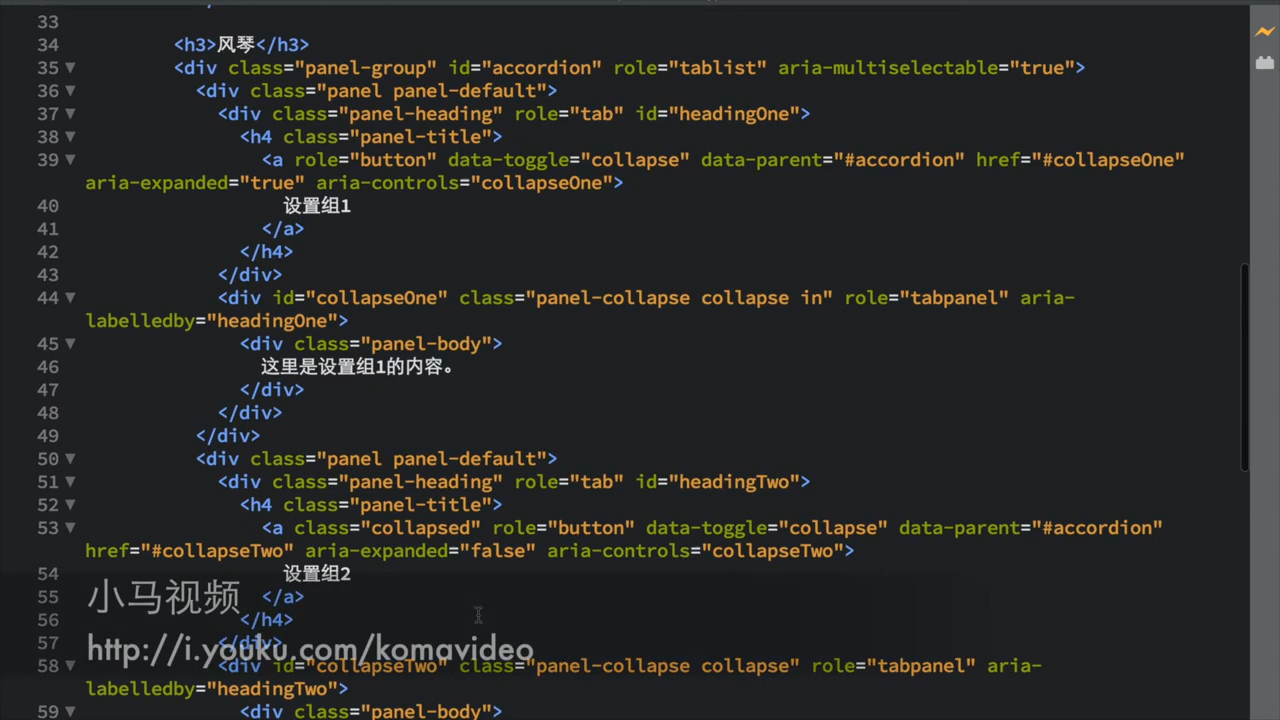 33
34 <h3>风琴</h3>
35 <div class="panel-group" id="accordion" role="tablist" aria-multiselectable="true">
36 <div class="panel panel-default">
37 <div class="panel-heading" role="tab" id="headingOne">
38 <h4 class="panel-title">
39 <a role="button" data-toggle="collapse" data-parent="#accordion" href="#collapseOne"
aria-expanded="true" aria-controls="collapseOne">
40 设置组1
41 </a>
42 </h4>
43 </div>
44 <div id="collapseOne" class="panel-collapse collapse in" role="tabpanel" aria-
labelledby="headingOne">
45 <div class="panel-body">
46 这里是设置组1的内容。
47 </div>
48 </div>
49 </div>
50 <div class="panel panel-default">
51 <div class="panel-heading" role="tab" id="headingTwo">
52 <h4 class="panel-title">
53 <a class="collapsed" role="button" data-toggle="collapse" data-parent="#accordion"
href="#collapseTwo" aria-expanded="false" aria-controls="collapseTwo">
54 设置组2
55 </a>
56 </h4>
57 </div>
58 <div id="collapseTwo" class="panel-collapse collapse" role="tabpanel" aria-
labelledby="headingTwo">
59 <div class="panel-body">
小马视频
http://i.youku.com/komavideo